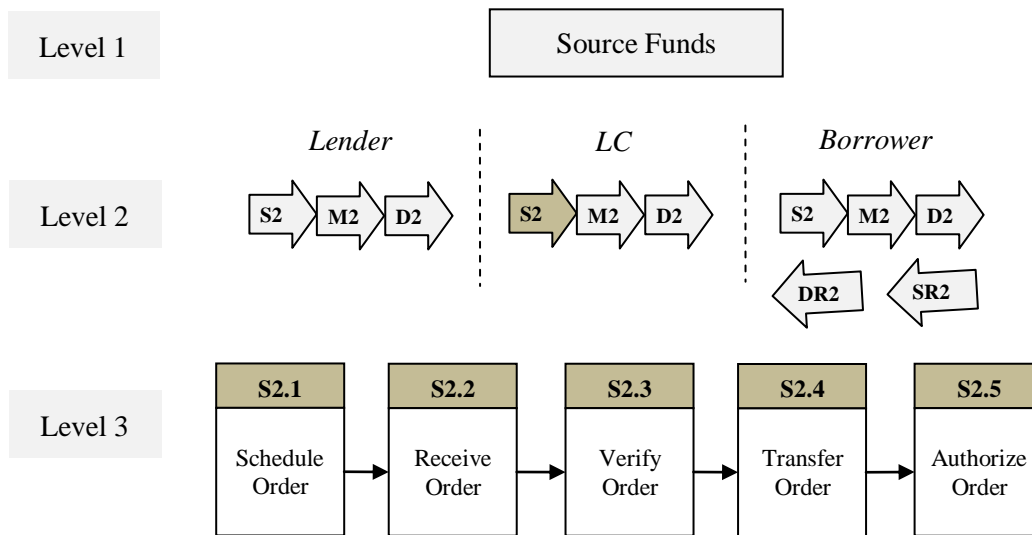 Level 1
Source Funds
Lender
LC
Borrower
Level 2
S2 M2 D2
S2 M2 D2
S2 M2 D2
DR2 SR2
Level 3
S2.1
Schedule
Order
S2.2
Receive
Order
S2.3
Verify
Order
S2.4
Transfer
Order
S2.5
Authorize
Order